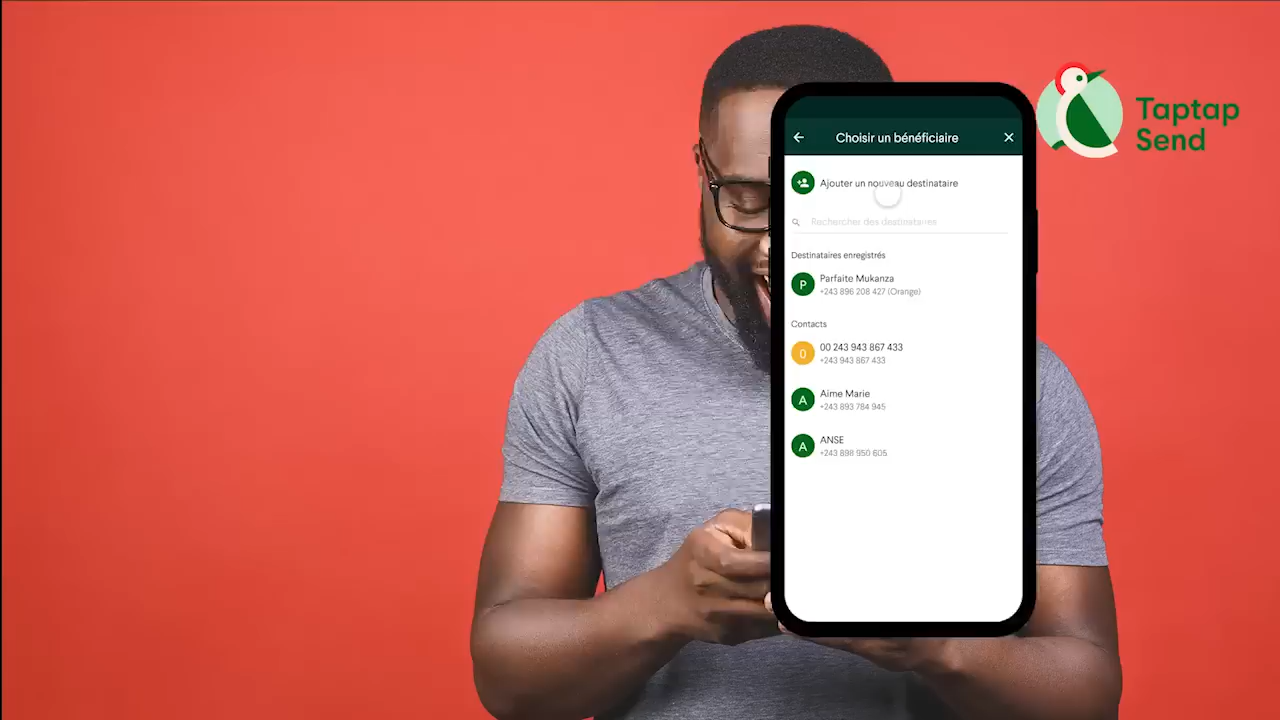 Taptap
Send
Choisir un bénéficiaire
Ajouter un nouveau destinataire
Rechercher des destinataires
Destinataires enregistrés
P
Parfaite Mukanza
+243 896 208 427 (Orange)
Contacts
0
00 243 943 867 433
+243 943 867 433
A
Aime Marie
+243 893 784 945
A
ANSE
+243 898 950 605